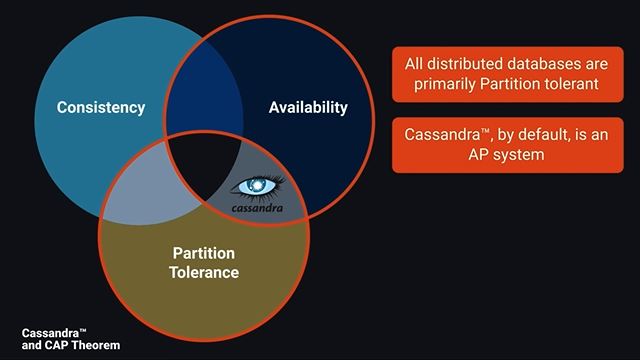 Consistency
Availability
Partition
Tolerance
cassandra
All distributed databases are
primarily Partition tolerant
Cassandra™, by default, is an
AP system
Cassandra™
and CAP Theorem